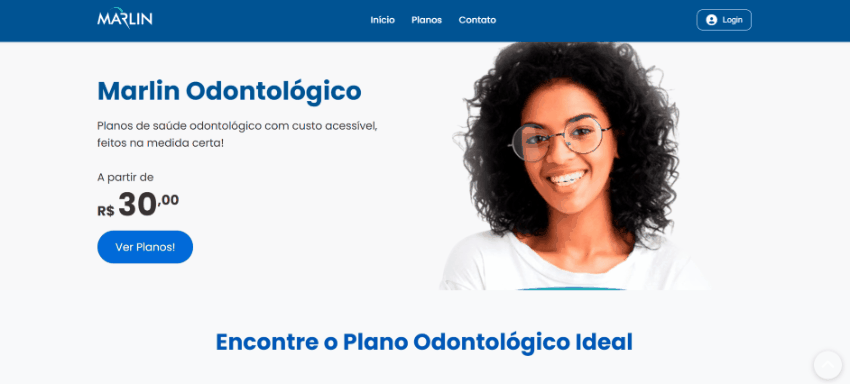 MARLIN
Início
Planos
Contato
Login
Marlin Odontológico
Planos de saúde odontológico com custo acessível,
feitos na medida certa!
A partir de
R$ 30,00
Ver Planos!
Encontre o Plano Odontológico Ideal